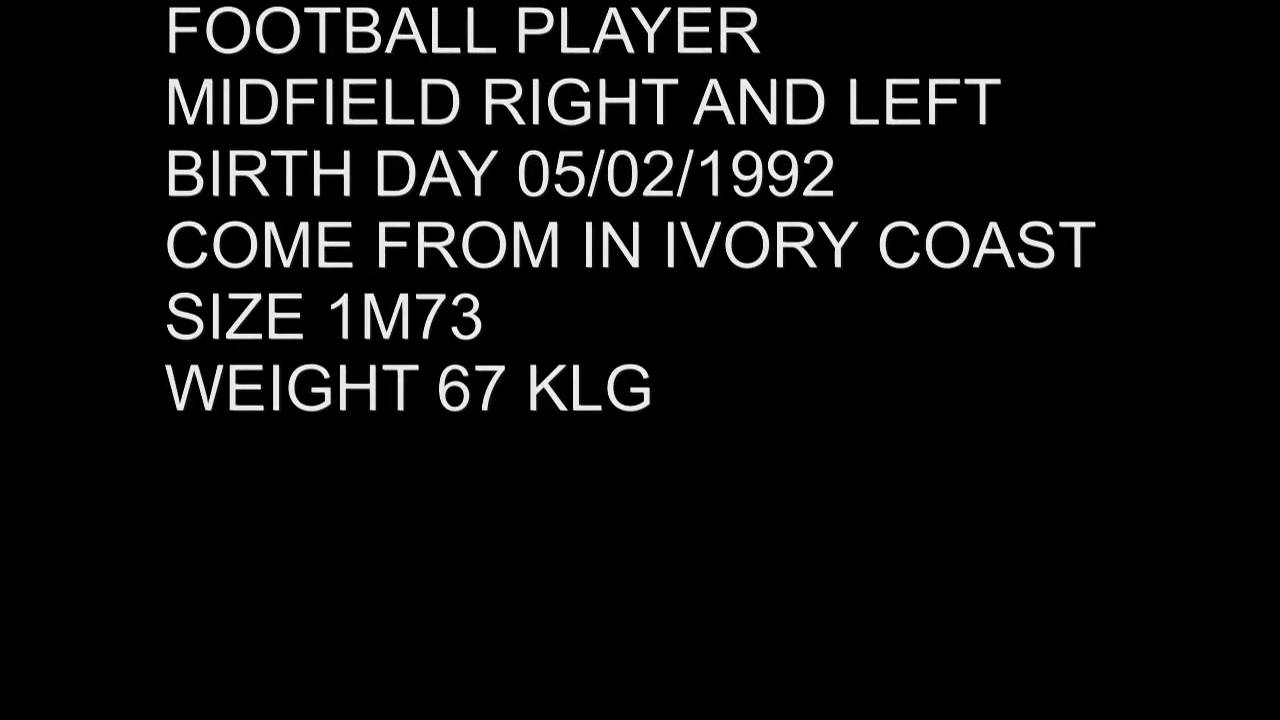 FOOTBALL PLAYER
MIDFIELD RIGHT AND LEFT
BIRTH DAY 05/02/1992
COME FROM IN IVORY COAST
SIZE 1M73
WEIGHT 67 KLG